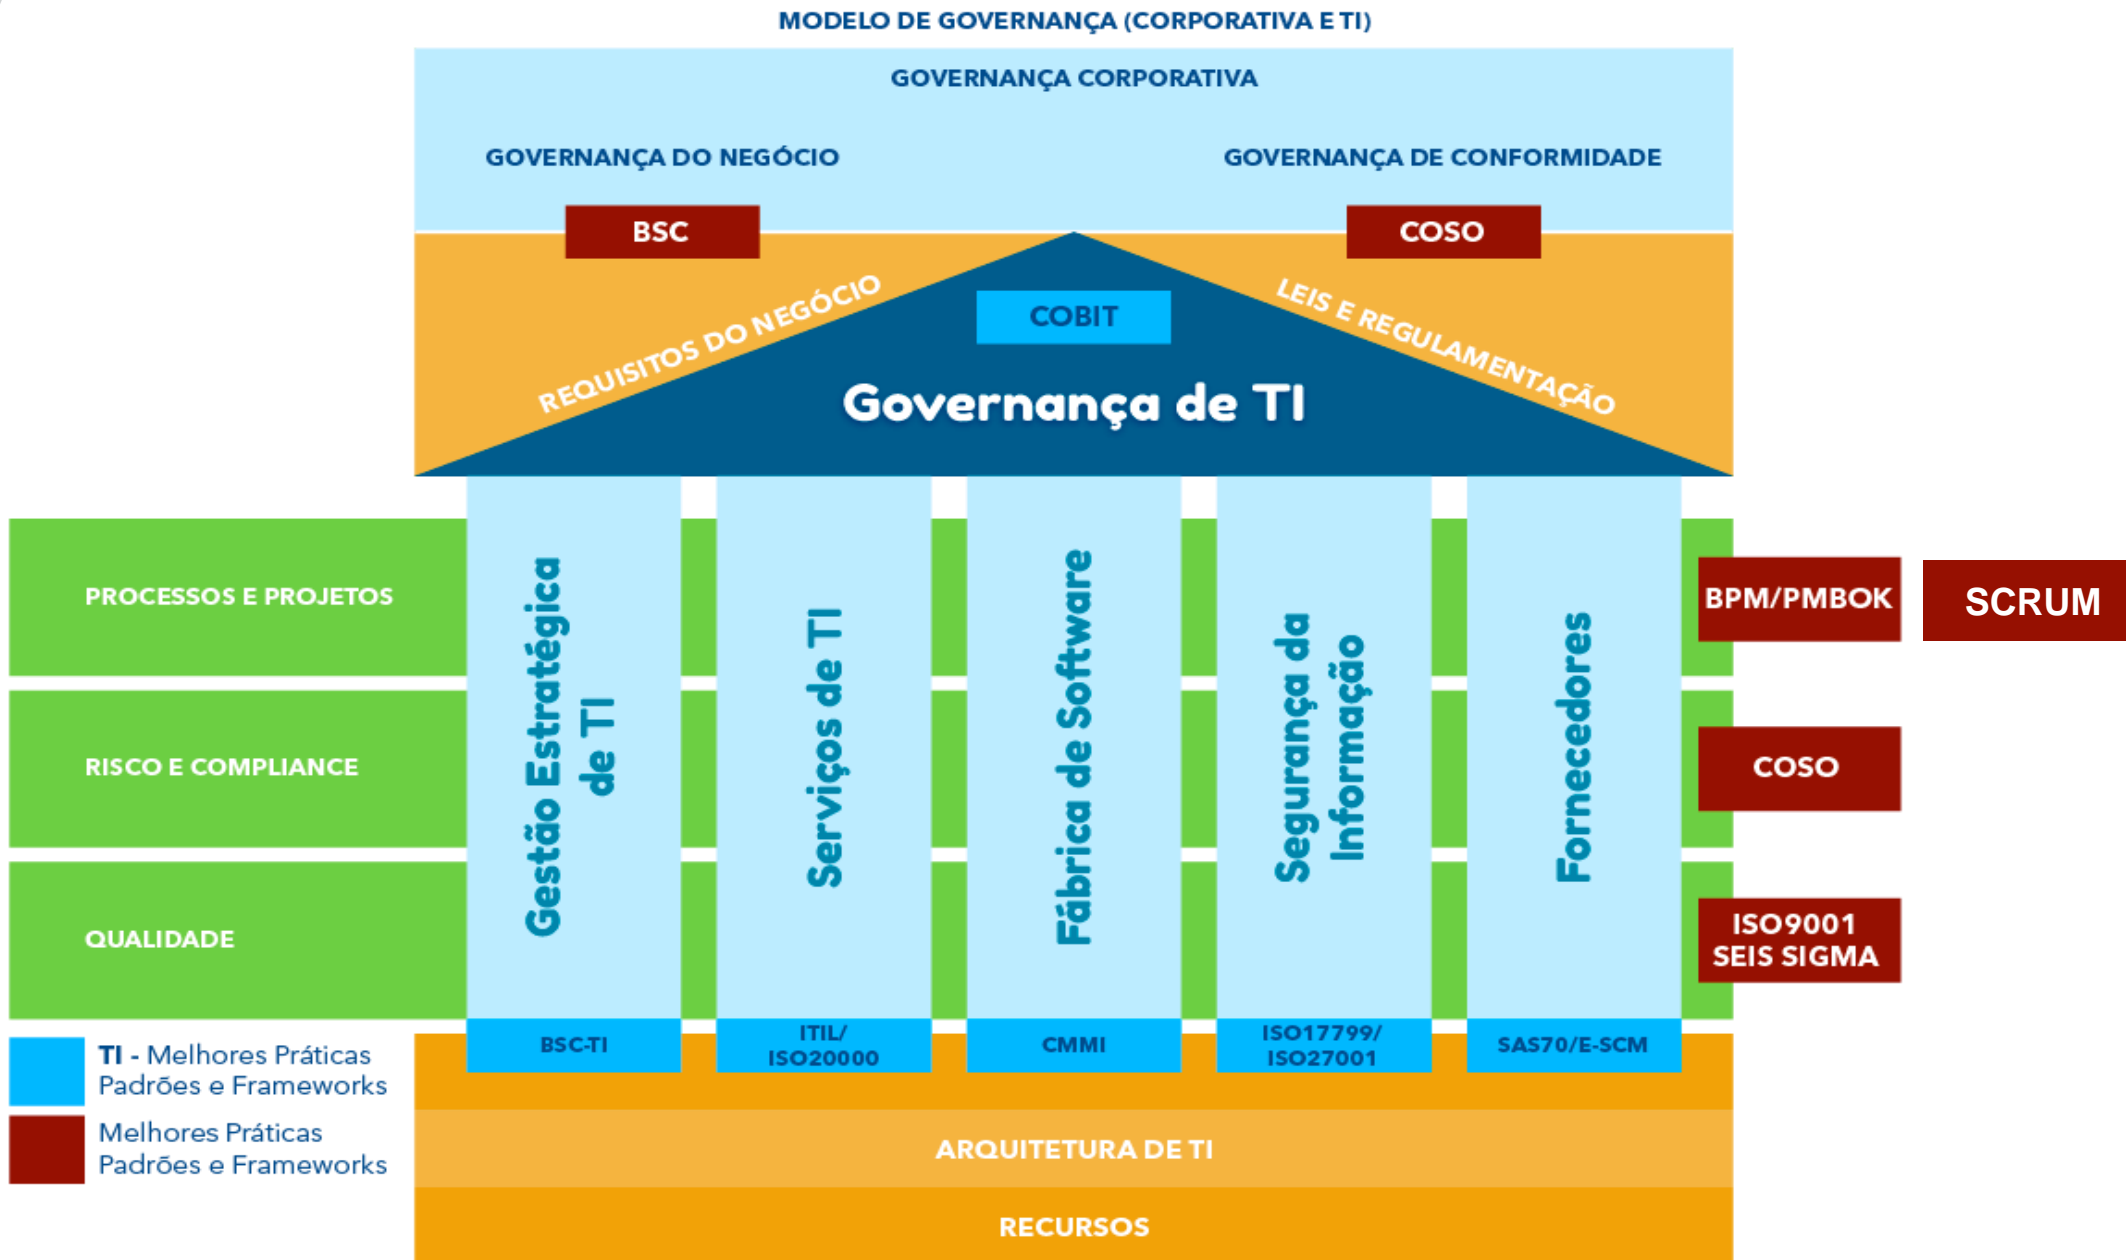 MODELO DE GOVERNANÇA (CORPORATIVA E TI)
GOVERNANÇA CORPORATIVA
GOVERNANÇA DO NEGÓCIO
GOVERNANÇA DE CONFORMIDADE
BSC
COSO
REQUISITOS DO NEGÓCIO
COBIT
LEIS E REGULAMENTAÇÃO
Governança de TI
PROCESSOS E PROJETOS
RISCO E COMPLIANCE
QUALIDADE
Gestão Estratégica
de TI
Serviços de TI
Fábrica de Software
Segurança da
Informação
Fornecedores
BPM/PMBOK
SCRUM
COSO
ISO9001
SEIS SIGMA
BSC-TI
ITIL/
ISO20000
CMMI
ISO17799/
ISO27001
SAS70/E-SCM
TI - Melhores Práticas
Padrões e Frameworks
Melhores Práticas
Padrões e Frameworks
ARQUITETURA DE TI
RECURSOS